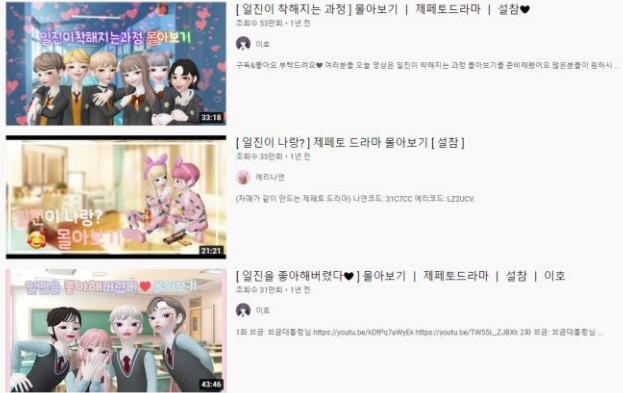 일진이착해지는과정 몰아보기
33:18
[ 일진이 착해지는 과정 ] 몰아보기 | 제페토드라마 | 설참♥
조회수 53만회 • 1년 전
이호
구독&좋아요 부탁드려요♥ 여러분들 오늘 영상은 일진이 착해지는 과정 몰아보기를 준비해봤어요 많은분들이 원하시 ...
일진이 나랑?
몰아보기
21:21
[ 일진이 나랑? ] 제페토 드라마 몰아보기 [ 설참 ]
조회수 35만회 • 1년 전
예리나연
(자매가 같이 만드는 제페토 드라마) 나연코드: 31C7CC 예리코드: LZ2UCV.
일진을 좋아해버렸다♥ 몰아보기
43:46
[ 일진을 좋아해버렸다♥ ] 몰아보기 | 제페토드라마 | 설참 | 이호
조회수 31만회 • 1년 전
이호
1화 브금: 브금대통령님 https://youtu.be/kDtPq7aWyEk https://youtu.be/TW55L_ZJBXk 2화 브금: 브금대통령님 ...